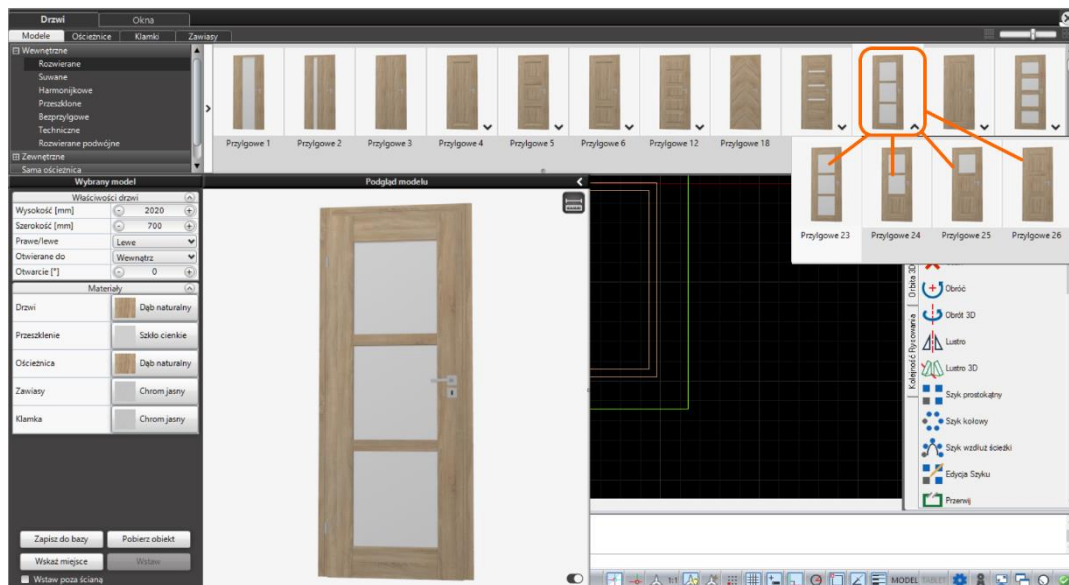 Drzwi
Okna
Modele
Ościeżnice
Klamki
Zawiasy
Wewnętrzne
Rozwierane
Suwane
Harmonijkowe
Przeszklone
Bezprzylgowe
Techniczne
Rozwierane podwójne
Zewnętrzne
Sama ościeżnica
Przylgowe 1
Przylgowe 2
Przylgowe 3
Przylgowe 4
Przylgowe 5
Przylgowe 6
Przylgowe 12
Przylgowe 18
Przylgowe 23
Przylgowe 24
Przylgowe 25
Przylgowe 26
Wybrany model
Podgląd modelu
Właściwości drzwi
Wysokość [mm] 2020
Szerokość [mm] 700
Prawe/lewe Lewe
Otwierane do Wewnątrz
Otwarcie [°] 0
Materiały
Drzwi Dąb naturalny
Przeszklenie Szkło cienkie
Ościeżnica Dąb naturalny
Zawiasy Chrom jasny
Klamka Chrom jasny
Zapisz do bazy
Pobierz obiekt
Wskaż miejsce
Wstaw
Wstaw poza ścianą
Orbita 3D
Kolejność Rysowania
Obróć
Obrót 3D
Lustro
Lustro 3D
Szyk prostokątny
Szyk kołowy
Szyk wzdłuż ścieżki
Edycja Szyku
Przerwij
1:1
MODEL
TABLET